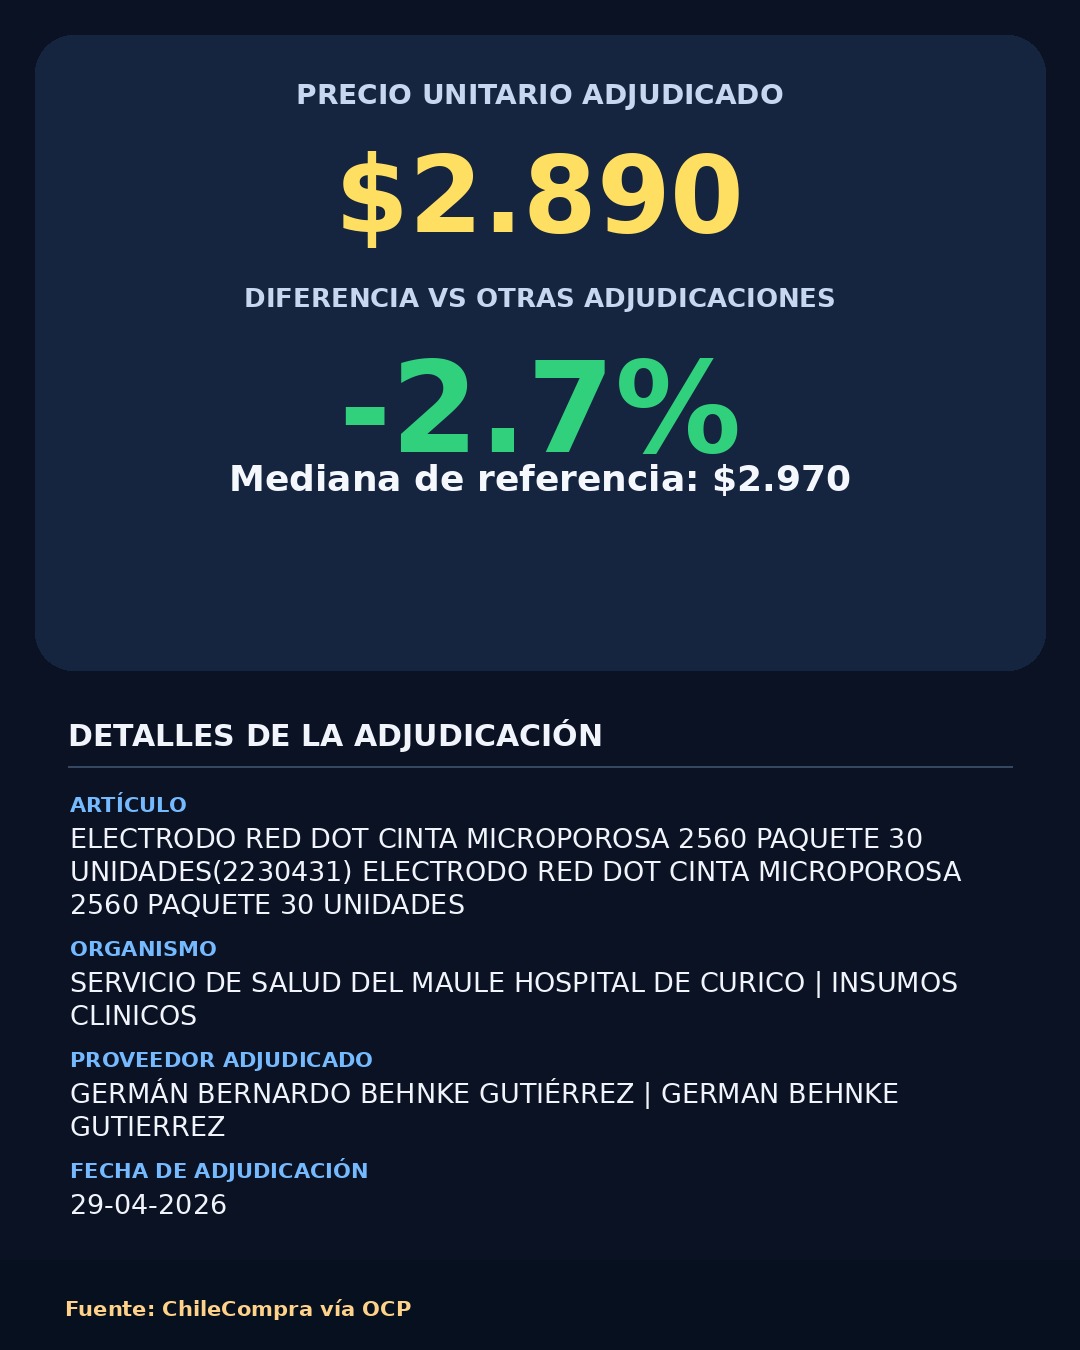 PRECIO UNITARIO ADJUDICADO
$2.890
DIFERENCIA VS OTRAS ADJUDICACIONES
-2.7%
Mediana de referencia: $2.970
DETALLES DE LA ADJUDICACIÓN
ARTÍCULO
ELECTRODO RED DOT CINTA MICROPOROSA 2560 PAQUETE 30
UNIDADES(2230431) ELECTRODO RED DOT CINTA MICROPOROSA
2560 PAQUETE 30 UNIDADES
ORGANISMO
SERVICIO DE SALUD DEL MAULE HOSPITAL DE CURICO | INSUMOS
CLINICOS
PROVEEDOR ADJUDICADO
GERMÁN BERNARDO BEHNKE GUTIÉRREZ | GERMAN BEHNKE
GUTIERREZ
FECHA DE ADJUDICACIÓN
29-04-2026
Fuente: ChileCompra vía OCP